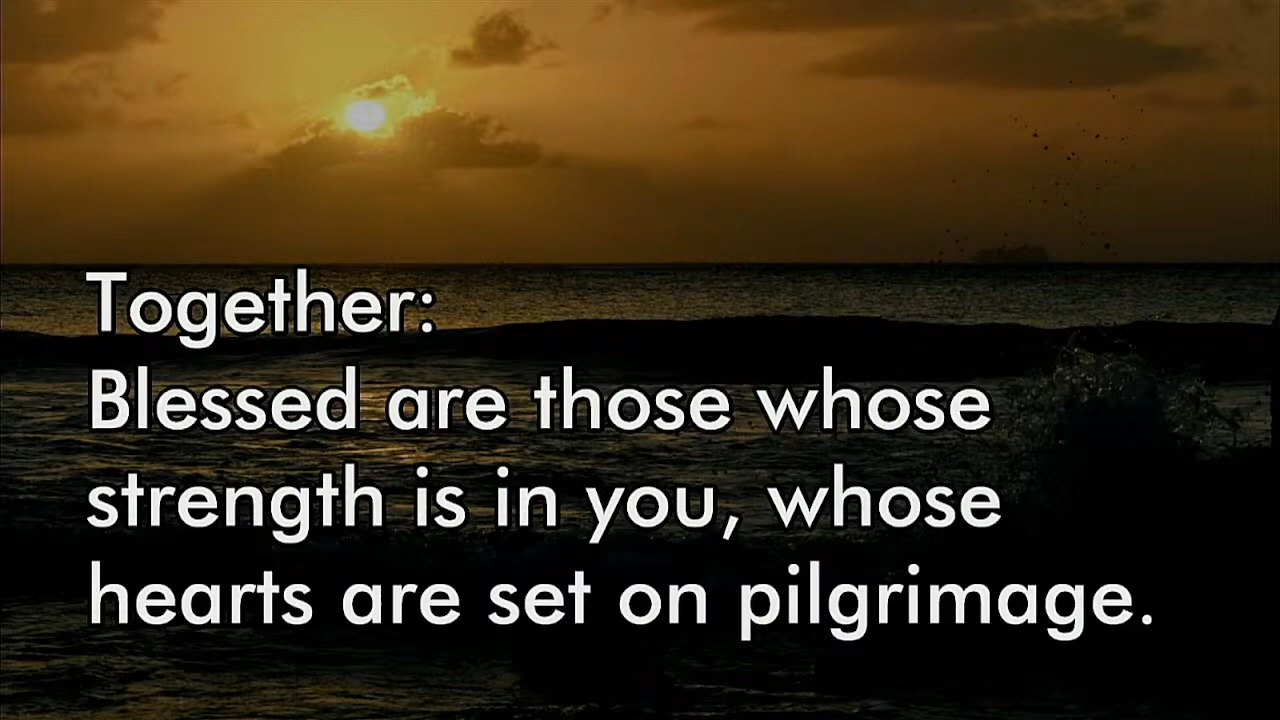 Together:
Blessed are those whose
strength is in you, whose
hearts are set on pilgrimage.